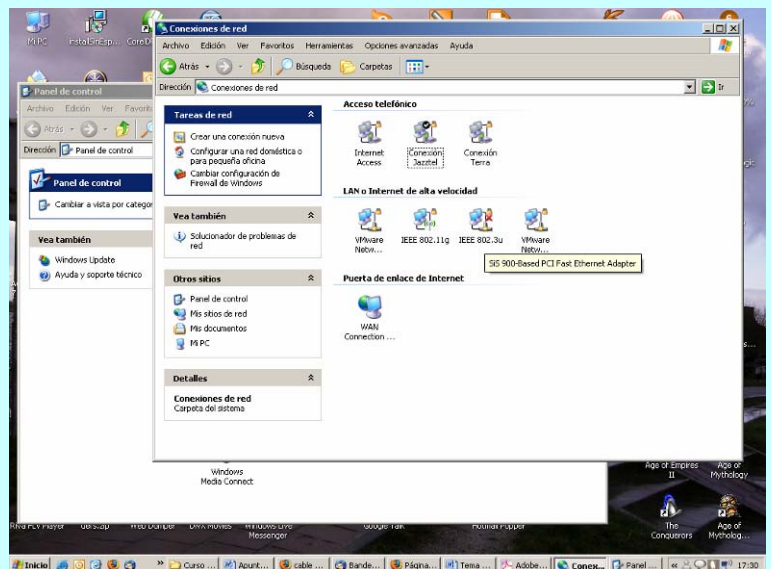 Mi PC
Conexiones de red
Archivo Edición Ver Favoritos Herramientas Opciones avanzadas Ayuda
Atrás Búsqueda Carpetas
Dirección Conexiones de red Ir
Tareas de red
Crear una conexión nueva
Configurar una red doméstica o
para pequeña oficina
Cambiar configuración de
Firewall de Windows
Vea también
Solucionador de problemas de
red
Otros sitios
Panel de control
Mis sitios de red
Mis documentos
Mi PC
Detalles
Conexiones de red
Carpeta del sistema
Acceso telefónico
Internet
Access
Conexión
Jazztel
Conexión
Terra
LAN o Internet de alta velocidad
VMware
Netw...
IEEE 802.11g
IEEE 802.3u
VMware
Netw...
SiS 900-Based PCI Fast Ethernet Adapter
Puerta de enlace de Internet
WAN
Connection ...
Panel de control
Archivo Edición Ver
Atrás
Dirección Panel de control
Panel de control
Cambiar a vista por
Vea también
Windows Update
Ayuda y soporte técnico
Windows
Media Connect
Age of Empires
II
Age of
Mythology
The
Conquerors
Age of
Mytholog...
Messenger
Inicio Curso ... Apunt... cable ... Bande... Página... Tema ... Adobe... Conex... Panel ... 17:30